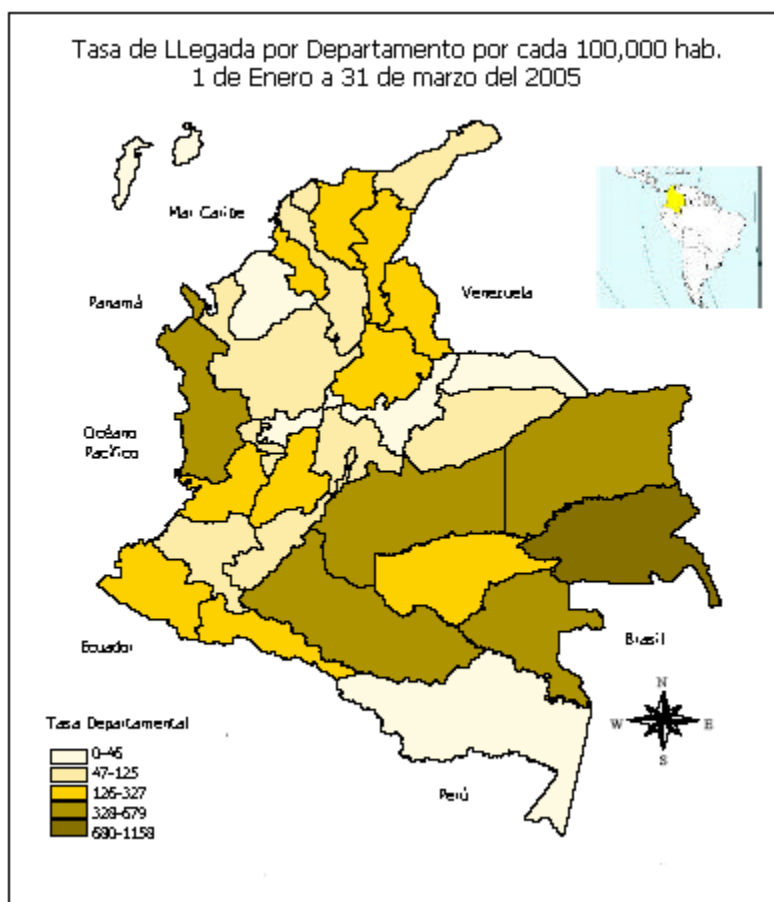 Tasa de LLegada por Departamento por cada 100,000 hab.
1 de Enero a 31 de marzo del 2005
Mar Caribe
Panamá
Venezuela
Océano
Pacífico
Ecuador
Brasil
N
W
E
S
Tasa Departamental
0-46
47-125
126-327
328-679
680-1158
Perú